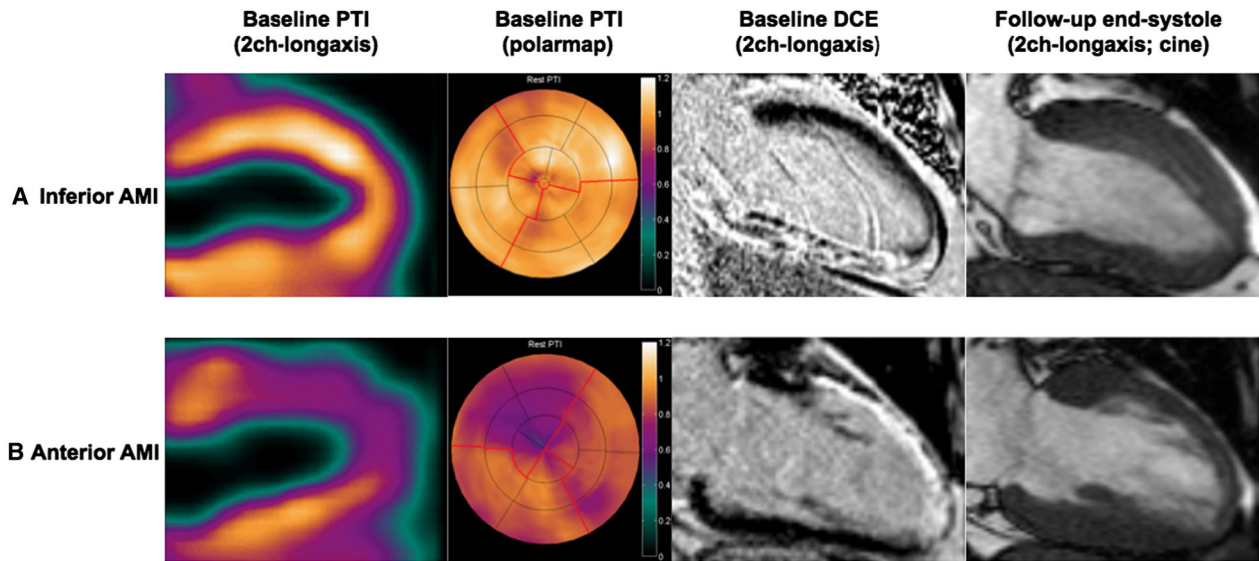 Baseline PTI
(2ch-longaxis)
Baseline PTI
(polarmap)
Baseline DCE
(2ch-longaxis)
Follow-up end-systole
(2ch-longaxis; cine)
A Inferior AMI
Rest PTI
1.2
1
0.8
0.6
0.4
0.2
0
B Anterior AMI
Rest PTI
1.2
1
0.8
0.6
0.4
0.2
0